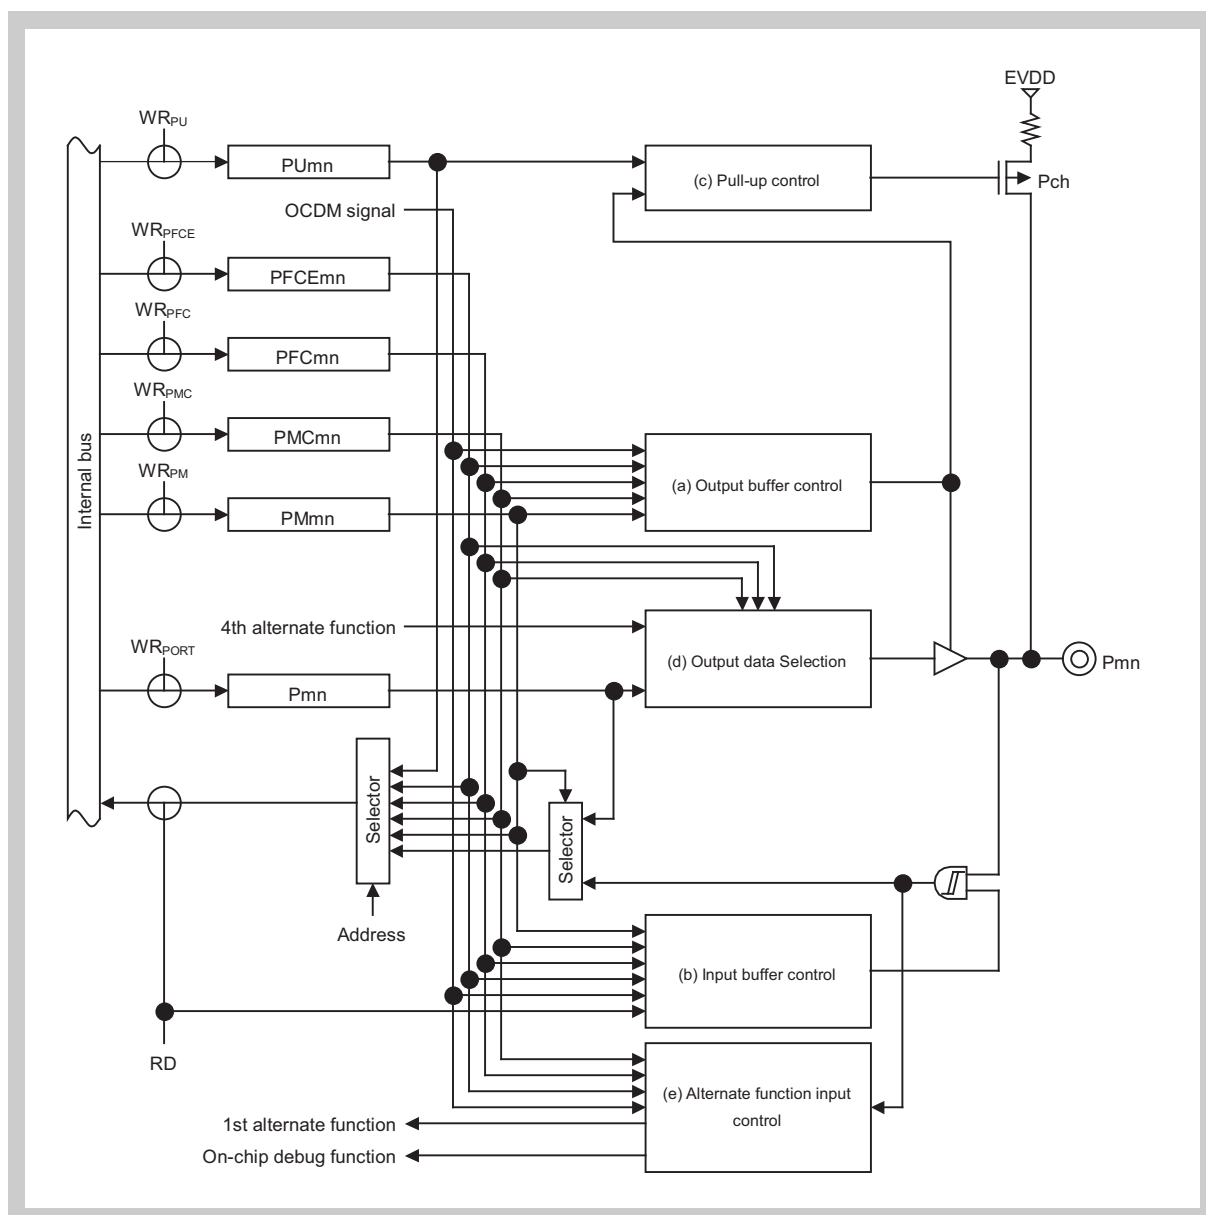 EVDD
WRPU
PUmn
(c) Pull-up control
Pch
OCDM signal
WRPFCE
PFCEmn
WRPFC
PFCmn
WRPMC
PMCmn
(a) Output buffer control
WRPM
PMmn
Internal bus
4th alternate function
(d) Output data Selection
WRPORT
Pmn
Pmn
Selector
Selector
Address
(b) Input buffer control
RD
(e) Alternate function input
control
1st alternate function
On-chip debug function